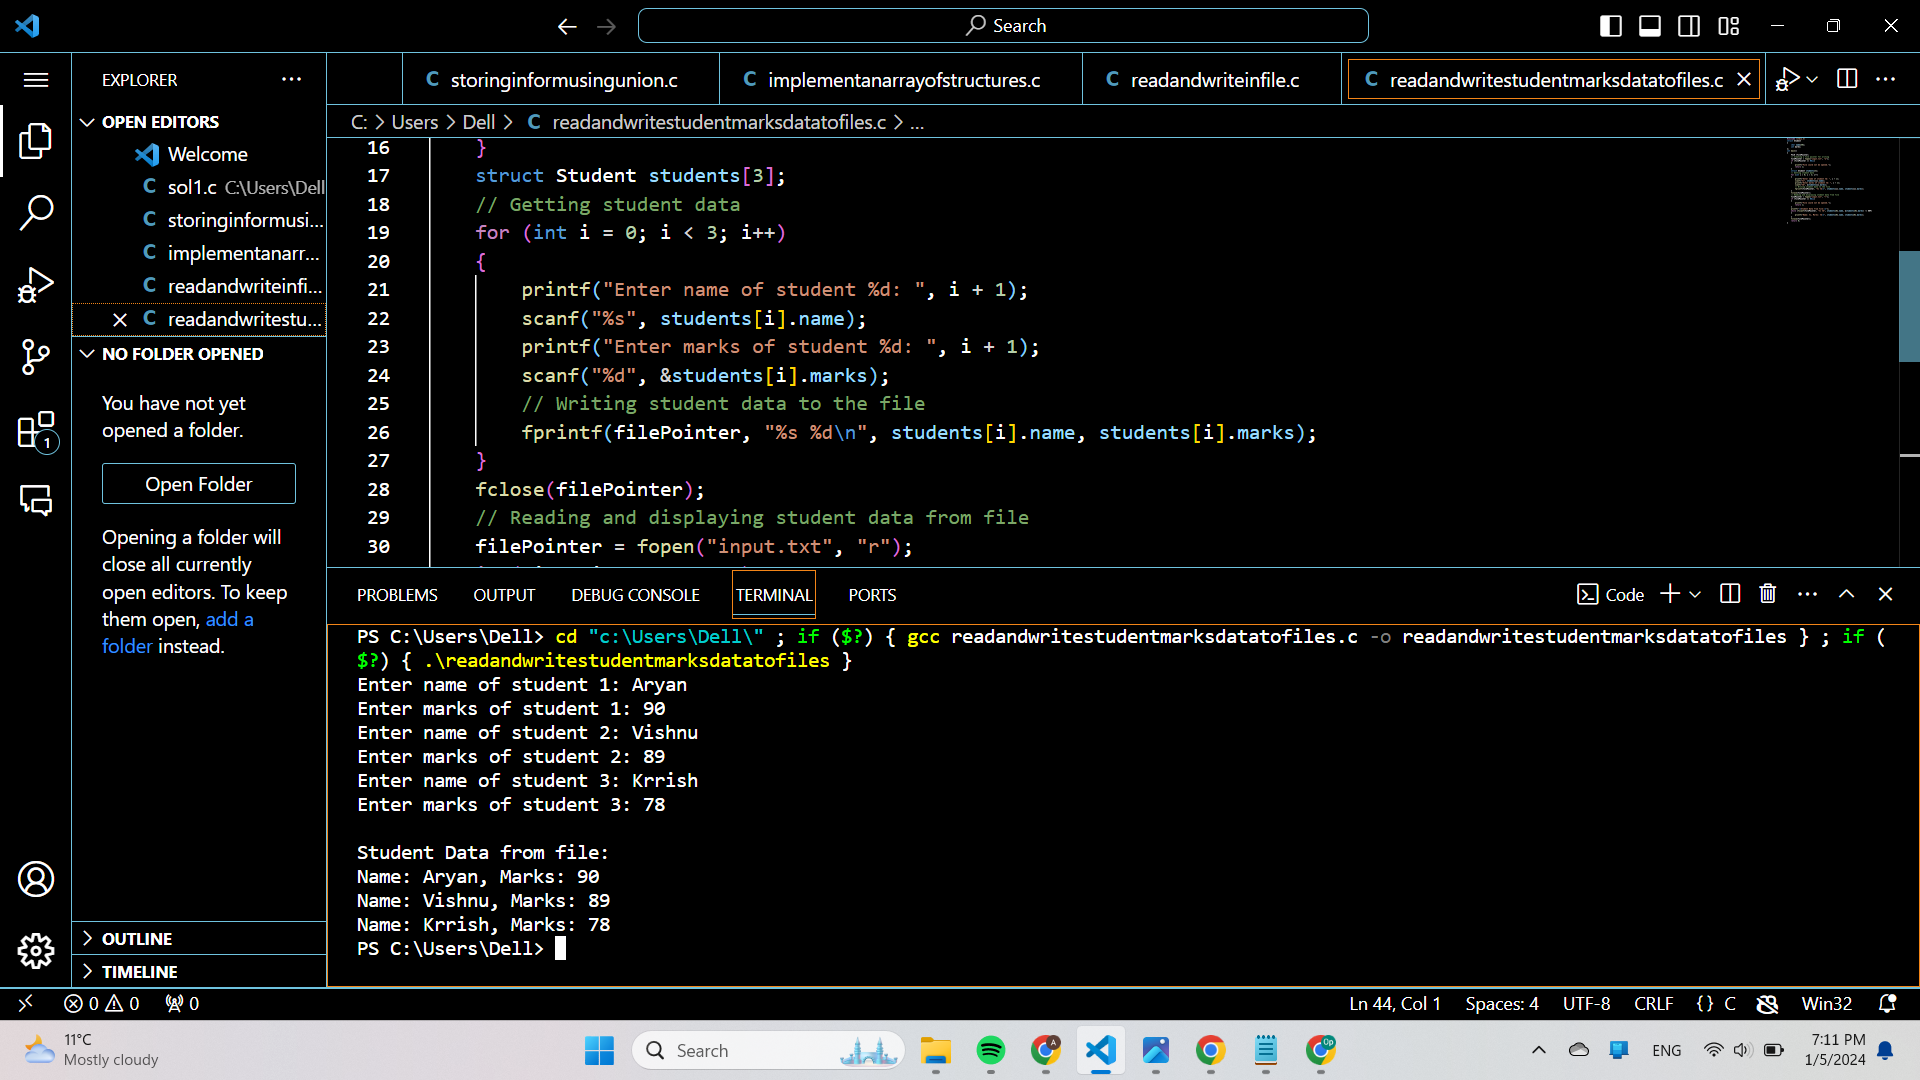 Search
EXPLORER
storinginformusingunion.c
implementanarrayofstructures.c
readandwriteinfile.c
readandwritestudentmarksdatatofiles.c
OPEN EDITORS
Welcome
sol1.c C:\Users\Dell
storinginformusi...
implementanarr...
readandwriteinfi...
readandwritestu...
NO FOLDER OPENED
You have not yet
opened a folder.
Open Folder
Opening a folder will
close all currently
open editors. To keep
them open, add a
folder instead.
OUTLINE
TIMELINE
C: > Users > Dell > C readandwritestudentmarksdatatofiles.c > ...
16 }
17 struct Student students[3];
18 // Getting student data
19 for (int i = 0; i < 3; i++)
20 {
21 printf("Enter name of student %d: ", i + 1);
22 scanf("%s", students[i].name);
23 printf("Enter marks of student %d: ", i + 1);
24 scanf("%d", &students[i].marks);
25 // Writing student data to the file
26 fprintf(filePointer, "%s %d\n", students[i].name, students[i].marks);
27 }
28 fclose(filePointer);
29 // Reading and displaying student data from file
30 filePointer = fopen("input.txt", "r");
PROBLEMS OUTPUT DEBUG CONSOLE TERMINAL PORTS
Code
PS C:\Users\Dell> cd "c:\Users\Dell\" ; if ($?) { gcc readandwritestudentmarksdatatofiles.c -o readandwritestudentmarksdatatofiles } ; if (
$?) { .\readandwritestudentmarksdatatofiles }
Enter name of student 1: Aryan
Enter marks of student 1: 90
Enter name of student 2: Vishnu
Enter marks of student 2: 89
Enter name of student 3: Krrish
Enter marks of student 3: 78
Student Data from file:
Name: Aryan, Marks: 90
Name: Vishnu, Marks: 89
Name: Krrish, Marks: 78
PS C:\Users\Dell>
0 0 0
Ln 44, Col 1 Spaces: 4 UTF-8 CRLF {} C Win32
11°C
Mostly cloudy
Search
ENG
7:11 PM
1/5/2024